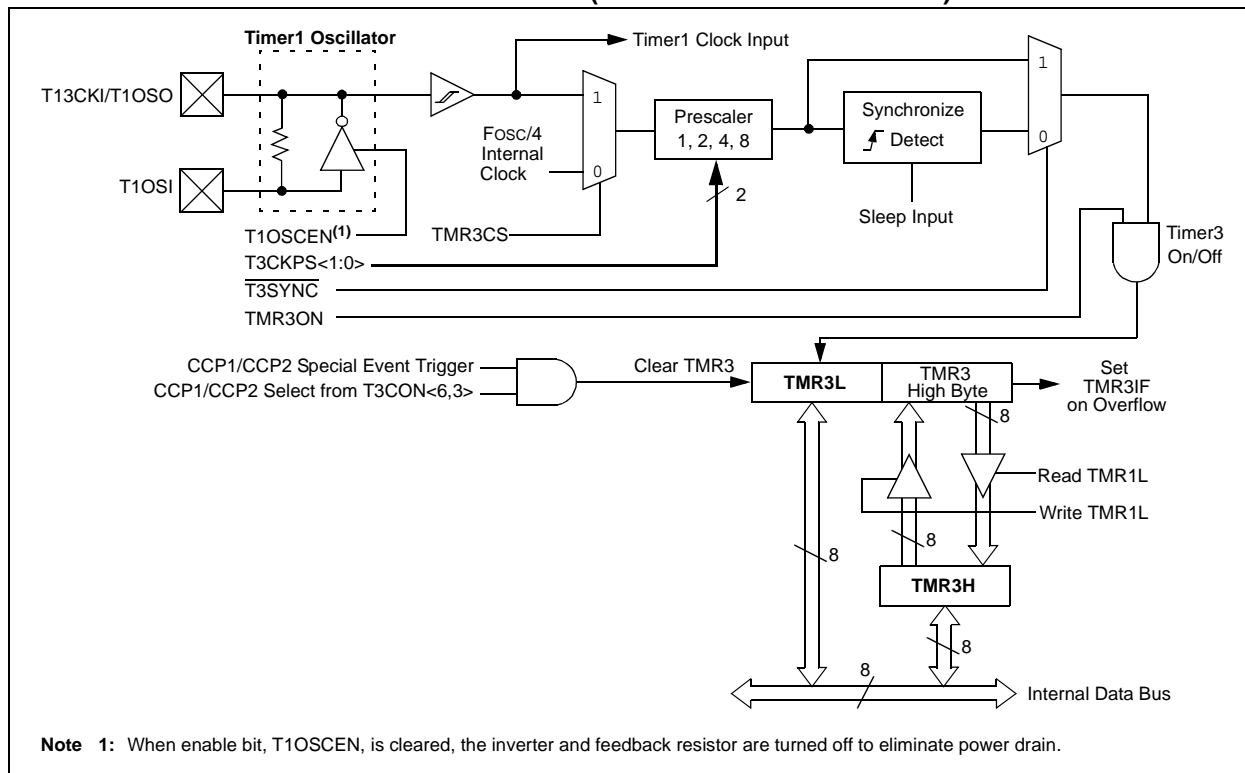 Timer1 Oscillator
Timer1 Clock Input
T13CKI/T1OSO
1
1
FOSC/4
Internal
Clock
Prescaler
1, 2, 4, 8
Synchronize
Detect
0
0
T1OSI
2
Sleep Input
T1OSCEN(1)
TMR3CS
Timer3
On/Off
T3CKPS<1:0>
T3SYNC
TMR3ON
CCP1/CCP2 Special Event Trigger
CCP1/CCP2 Select from T3CON<6,3>
Clear TMR3
TMR3L
TMR3
High Byte
Set
TMR3IF
on Overflow
8
Read TMR1L
Write TMR1L
8
8
TMR3H
8
8
Internal Data Bus
Note 1: When enable bit, T1OSCEN, is cleared, the inverter and feedback resistor are turned off to eliminate power drain.